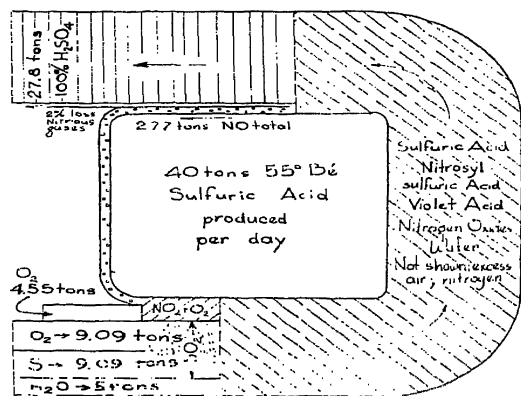 27.8 tons
100% H₂SO₄
2% loss
Nitrous
gases
277 tons NO total
40 tons 55° Bé
Sulfuric Acid
produced
per day
Sulfuric Acid
Nitrosyl
sulfuric Acid
Violet Acid
Nitrogen Oxides
Water
Not shown: excess
air, nitrogen
O₂
4.55 tons
NO₂+O₂
O₂
O₂→9.09 tons
S→9.09 tons
H₂O→5 tons